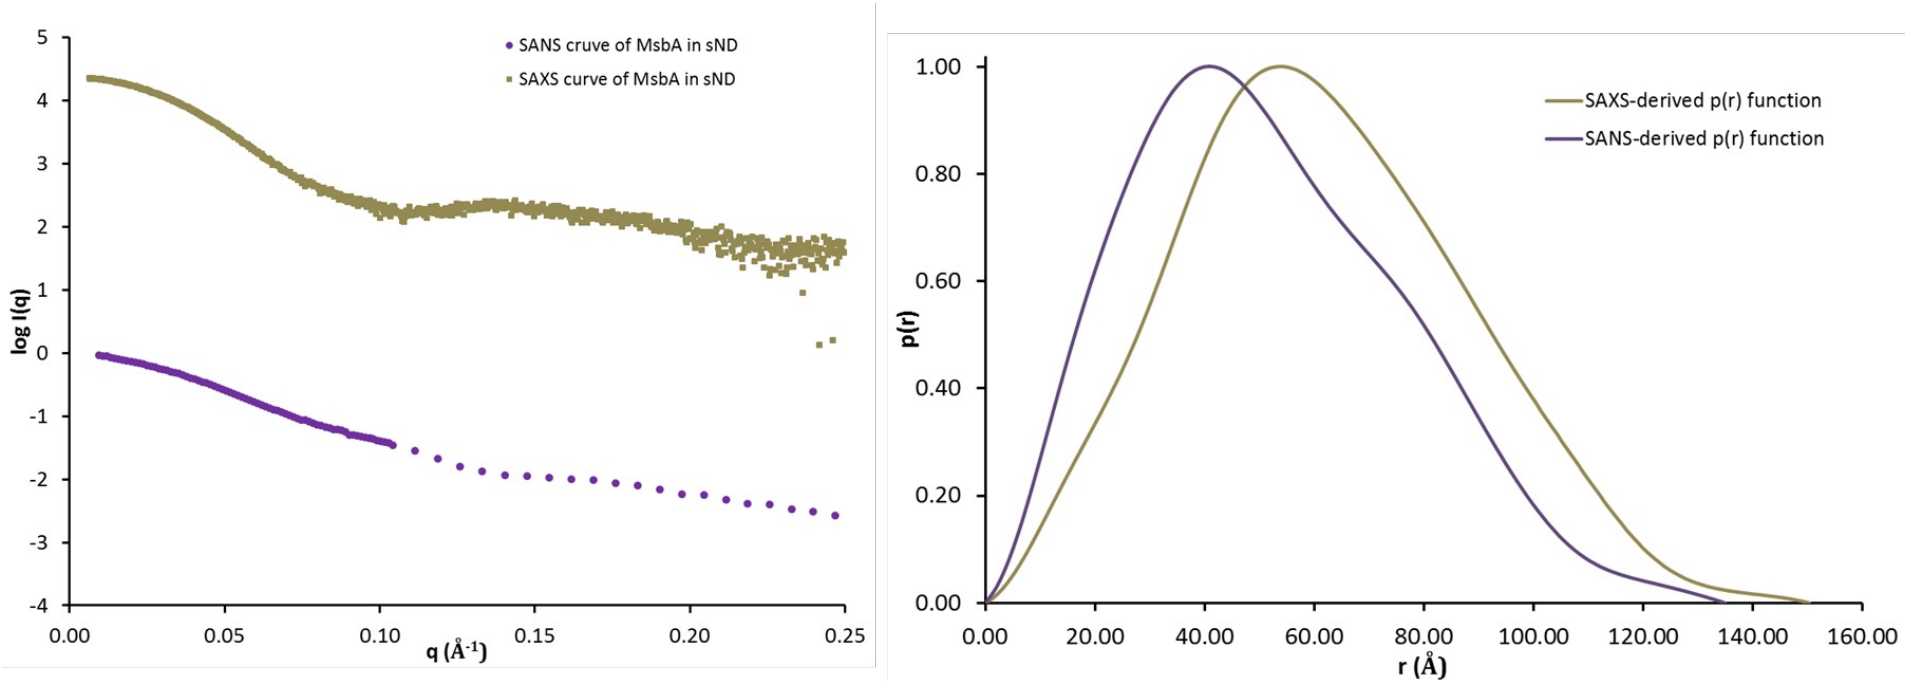 SANS cruve of MsbA in sND
SAXS curve of MsbA in sND
5
4
3
2
1
0
-1
-2
-3
-4
log I(q)
0.00 0.05 0.10 0.15 0.20 0.25
q (Å-1)
SAXS-derived p(r) function
SANS-derived p(r) function
1.00
0.80
0.60
0.40
0.20
0.00
p(r)
0.00 20.00 40.00 60.00 80.00 100.00 120.00 140.00 160.00
r (Å)